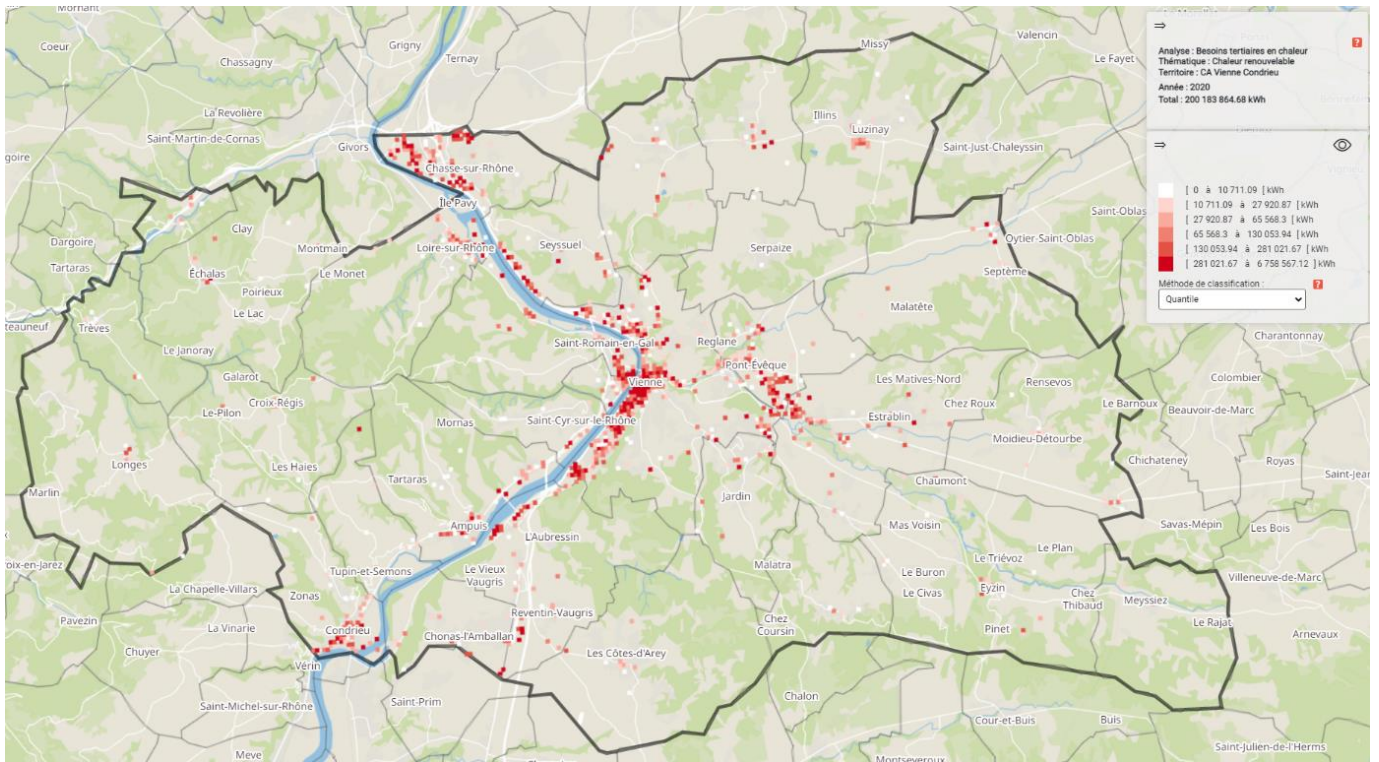 Mornant
Coeur
Grigny
Ternay
Chassagny
Missy
Valencin
Le Fayet
⇒
Analyse : Besoins tertiaires en chaleur
Thématique : Chaleur renouvelable
Territoire : CA Vienne Condrieu
Année : 2020
Total : 200 183 864.68 kWh
?
La Revolière
Saint-Martin-de-Cornas
Givors
Illins
Luzinay
Saint-Just-Chaleyssin
⇒
[ 0 à 10 711.09 [ kWh
[ 10 711.09 à 27 920.87 [ kWh
[ 27 920.87 à 65 568.3 [ kWh
[ 65 568.3 à 130 053.94 [ kWh
[ 130 053.94 à 281 021.67 [ kWh
[ 281 021.67 à 6 758 567.12 ] kWh
Méthode de classification :
?
Quantile
Chasse-sur-Rhône
Île Pavy
Saint-Oblas
Dargoire
Clay
Montmain
Loire-sur-Rhône
Seyssuel
Serpaize
Oytier-Saint-Oblas
Tartaras
Échalas
Le Monet
Septème
Poirieux
Le Lac
Malatête
Trèves
Le Janoray
Saint-Romain-en-Gal
Reglane
Charantonnay
Galarot
Vienne
Pont-Évêque
Les Matives-Nord
Rensevos
Colombier
Le-Pilon
Croix-Régis
Mornas
Saint-Cyr-sur-le-Rhône
Estrablin
Chez Roux
Le Barnoux
Beauvoir-de-Marc
Moidieu-Détourbe
Longes
Les Haies
Tartaras
Chichateney
Royas
Saint-Jean
Marlin
Jardin
Chaumont
Ampuis
L'Aubressin
Mas Voisin
Savas-Mépin
Les Bois
Le Plan
Tupin-et-Semons
Le Vieux
Vaugris
Malatra
Le Triévoz
Le Buron
Villeneuve-de-Marc
La Chapelle-Villars
Zonas
Le Civas
Eyzin
Chez
Thibaud
Meyssiez
Pavezin
La Vinarie
Condrieu
Chonas-l'Amballan
Reventin-Vaugris
Chez
Coursin
Pinet
Le Rajat
Arnevaux
Chuyer
Vérin
Les Côtes-d'Arey
Saint-Michel-sur-Rhône
Saint-Prim
Chalon
Cour-et-Buis
Buis
Meve
Montseveroux
Saint-Julien-de-l'Herms